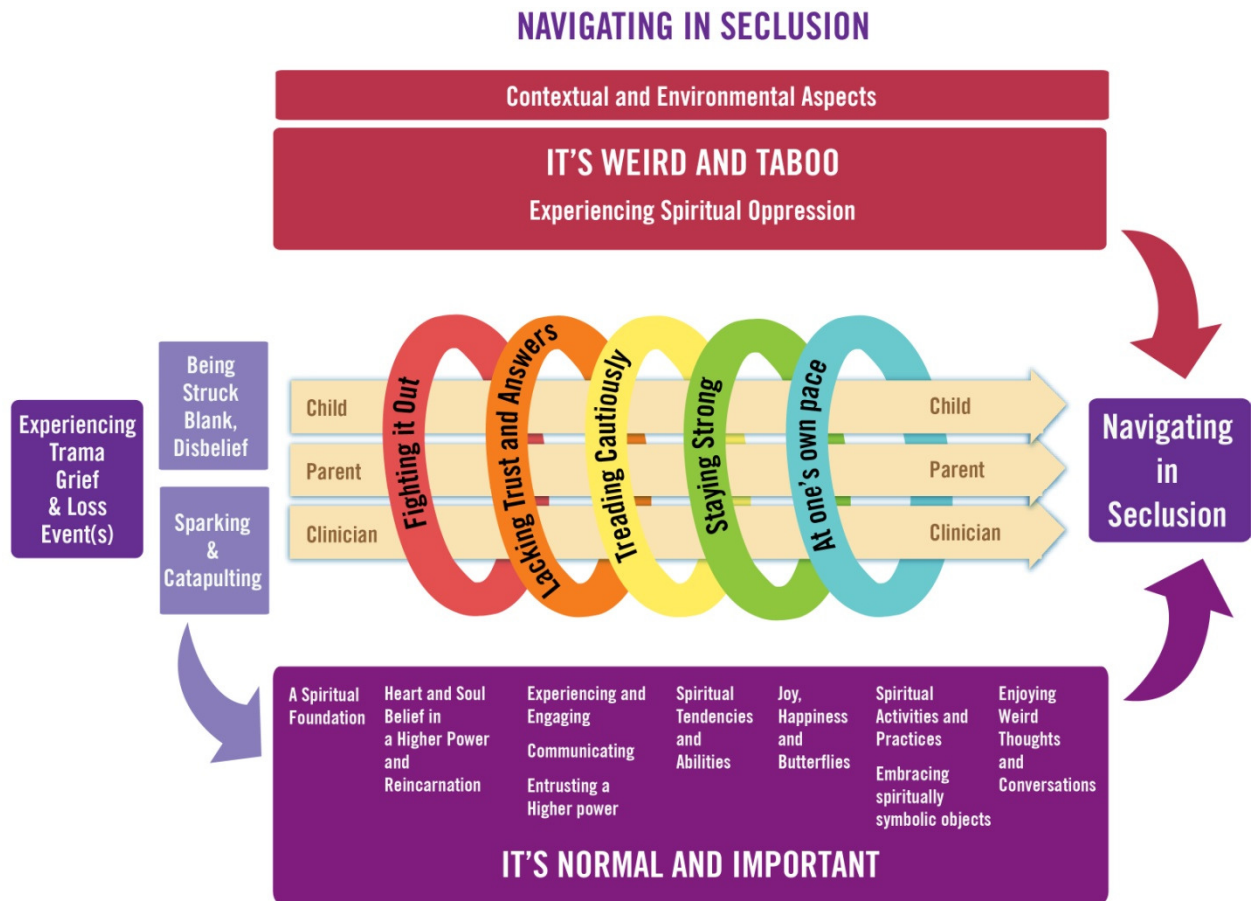 NAVIGATING IN SECLUSION
Contextual and Environmental Aspects
IT'S WEIRD AND TABOO
Experiencing Spiritual Oppression
Experiencing
Trama
Grief
& Loss
Event(s)
Being
Struck
Blank,
Disbelief
Sparking
&
Catapulting
Child
Parent
Clinician
Fighting it Out
Lacking Trust and Answers
Treading Cautiously
Staying Strong
At one's own pace
Child
Parent
Clinician
Navigating
in
Seclusion
A Spiritual
Foundation
Heart and Soul
Belief in
a Higher Power
and
Reincarnation
Experiencing and
Engaging
Communicating
Entrusting a
Higher power
Spiritual
Tendencies
and
Abilities
Joy,
Happiness
and
Butterflies
Spiritual
Activities and
Practices
Embracing
spiritually
symbolic objects
Enjoying
Weird
Thoughts
and
Conversations
IT'S NORMAL AND IMPORTANT